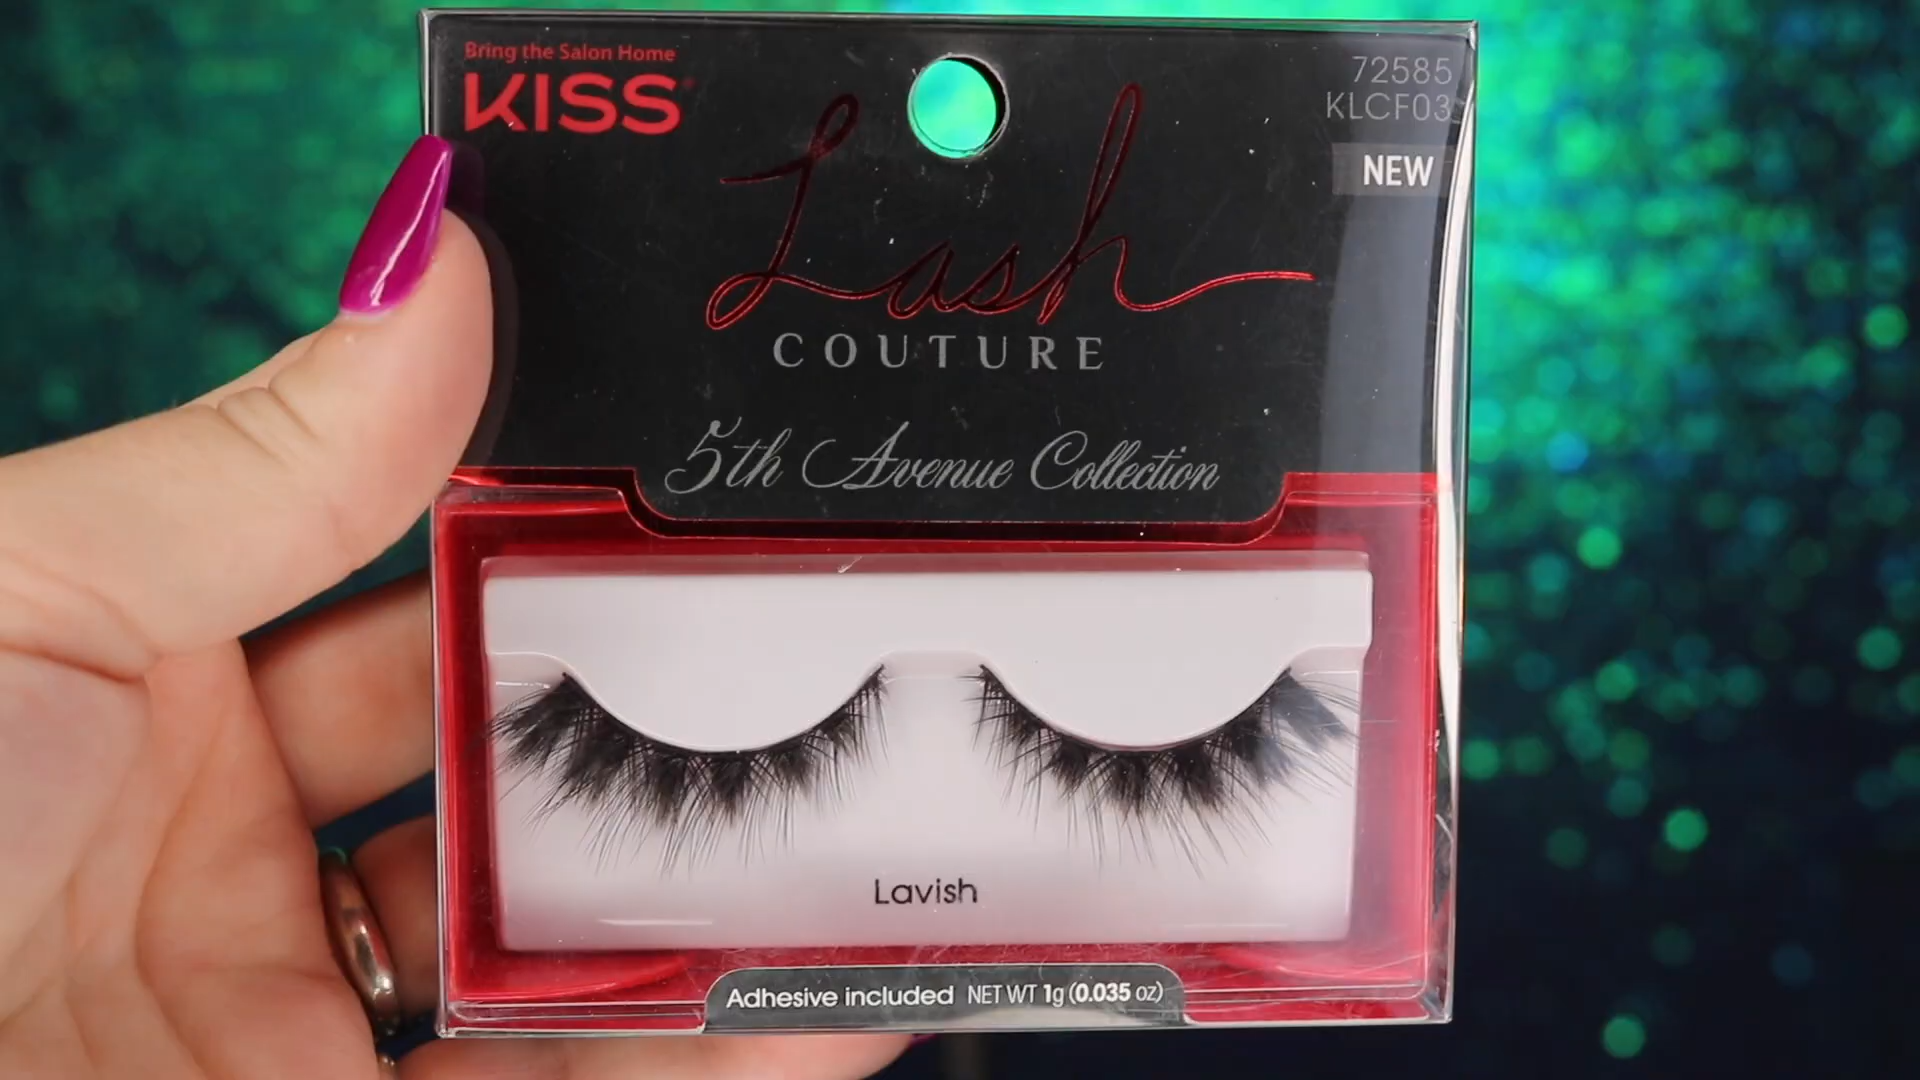 Bring the Salon Home
KISS
72585
KLCF03
NEW
Lash
COUTURE
5th Avenue Collection
Lavish
Adhesive included NET WT 1g (0.035 oz)